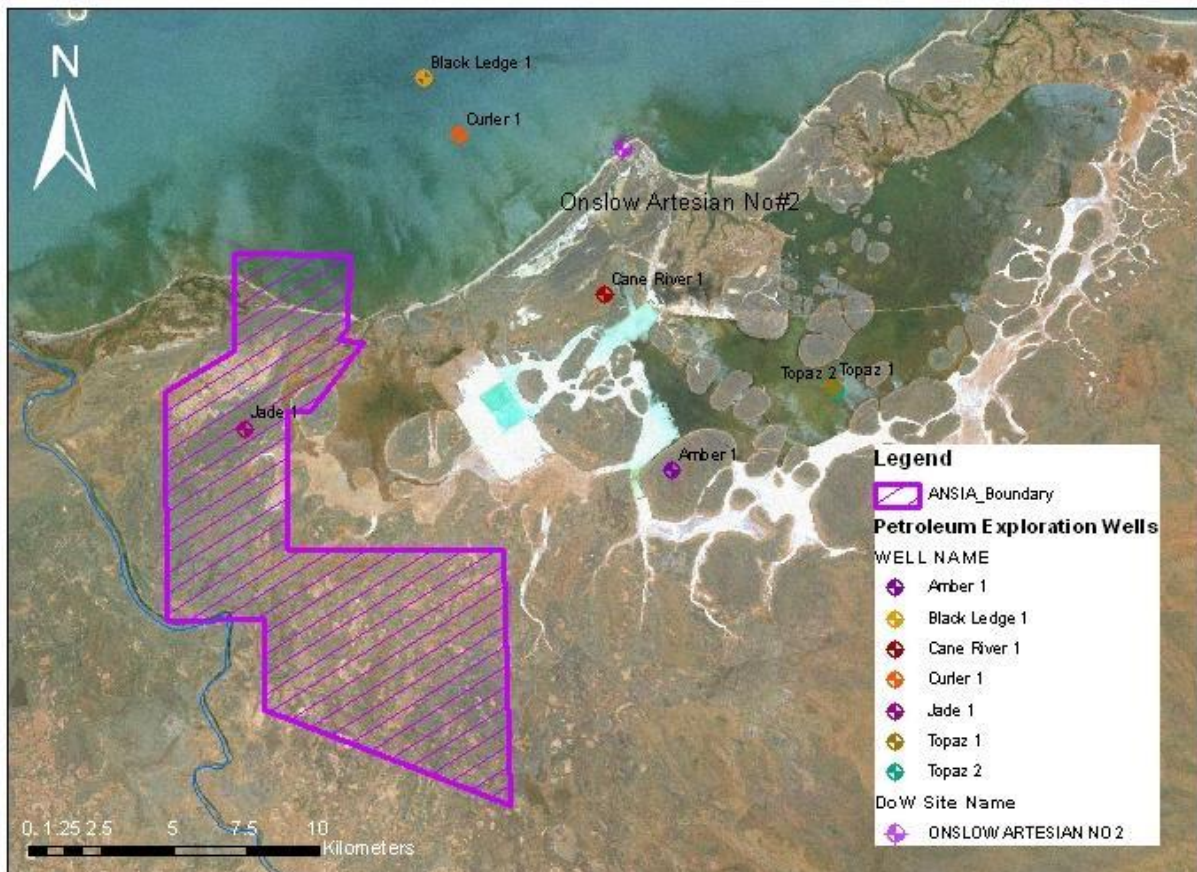 N
Black Ledge 1
Curler 1
Onslow Artesian No#2
Cane River 1
Topaz 2 Topaz 1
Jade 1
Amber 1
Legend
ANSIA_Boundary
Petroleum Exploration Wells
WELL NAME
Amber 1
Black Ledge 1
Cane River 1
Curler 1
Jade 1
Topaz 1
Topaz 2
DoW Site Name
ONSLOW ARTESIAN NO 2
0 1.25 2.5 5 7.5 10
Kilometers